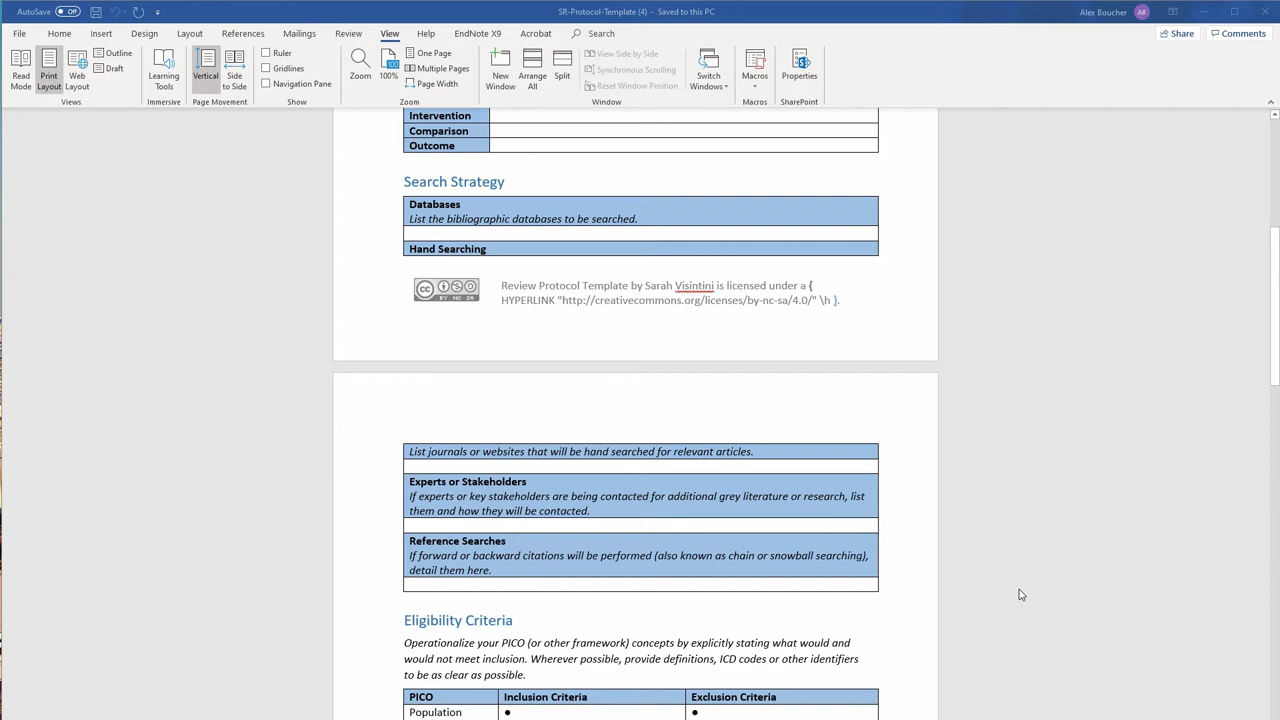 AutoSave Off SR-Protocol-Template (4) - Saved to this PC Alex Boucher AB
File Home Insert Design Layout References Mailings Review View Help EndNote X9 Acrobat Search Share Comments
Read Mode Print Layout Web Layout Outline Draft Views
Learning Tools Immersive
Vertical Side to Side Page Movement
Ruler Gridlines Navigation Pane Show
Zoom 100% One Page Multiple Pages Page Width Zoom
New Window Arrange All Split View Side by Side Synchronous Scrolling Reset Window Position Switch Windows Window
Macros Macros
Properties SharePoint
Intervention
Comparison
Outcome
Search Strategy
Databases
List the bibliographic databases to be searched.
Hand Searching
CC BY NC SA
Review Protocol Template by Sarah Visintini is licensed under a {
HYPERLINK "http://creativecommons.org/licenses/by-nc-sa/4.0/" \h }.
List journals or websites that will be hand searched for relevant articles.
Experts or Stakeholders
If experts or key stakeholders are being contacted for additional grey literature or research, list
them and how they will be contacted.
Reference Searches
If forward or backward citations will be performed (also known as chain or snowball searching),
detail them here.
Eligibility Criteria
Operationalize your PICO (or other framework) concepts by explicitly stating what would and
would not meet inclusion. Wherever possible, provide definitions, ICD codes or other identifiers
to be as clear as possible.
PICO Inclusion Criteria Exclusion Criteria
Population • •